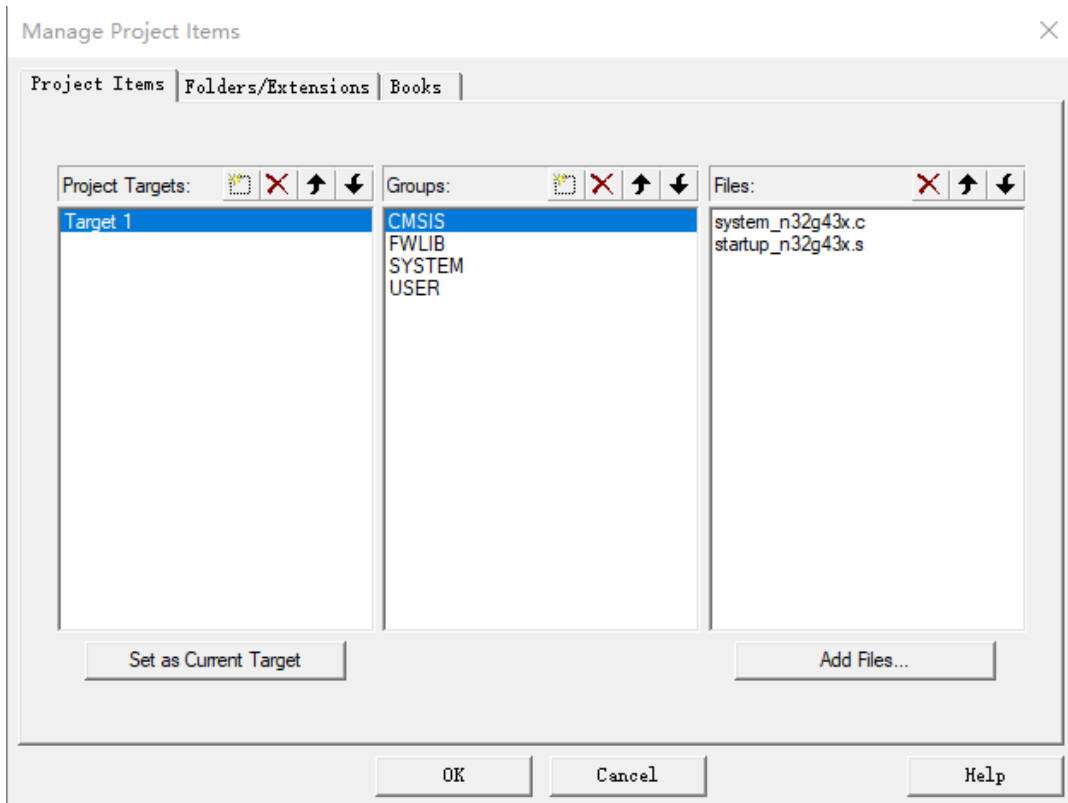 Manage Project Items
Project Items Folders/Extensions Books
Project Targets: Groups: Files:
Target 1
CMSIS
FWLIB
SYSTEM
USER
system_n32g43x.c
startup_n32g43x.s
Set as Current Target
Add Files...
OK Cancel Help